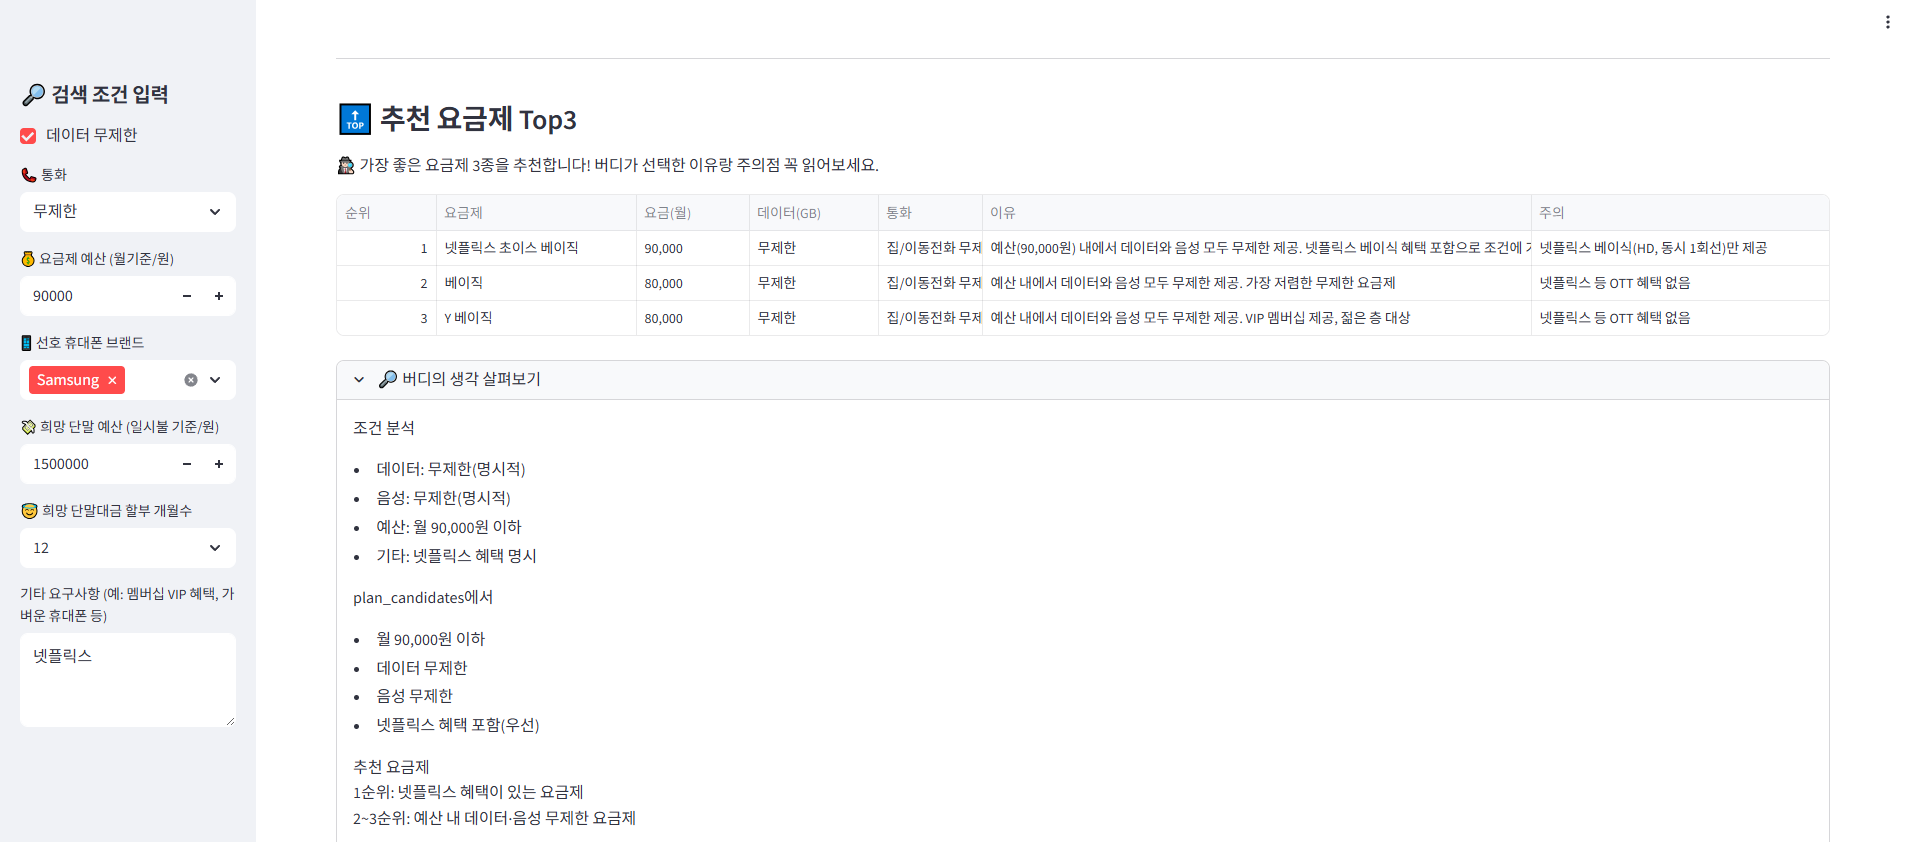 검색 조건 입력
데이터 무제한
통화
무제한
요금제 예산 (월기준/원)
90000
선호 휴대폰 브랜드
Samsung
희망 단말 예산 (일시불 기준/원)
1500000
희망 단말대금 할부 개월수
12
기타 요구사항 (예: 멤버십 VIP 혜택, 가
벼운 휴대폰 등)
넷플릭스
TOP
추천 요금제 Top3
가장 좋은 요금제 3종을 추천합니다! 버디가 선택한 이유랑 주의점 꼭 읽어보세요.
순위 요금제 요금(월) 데이터(GB) 통화 이유 주의
1 넷플릭스 초이스 베이직 90,000 무제한 집/이동전화 무제 예산(90,000원) 내에서 데이터와 음성 모두 무제한 제공. 넷플릭스 베이식 혜택 포함으로 조건에 넷플릭스 베이식(HD, 동시 1회선)만 제공
2 베이직 80,000 무제한 집/이동전화 무제 예산 내에서 데이터와 음성 모두 무제한 제공. 가장 저렴한 무제한 요금제 넷플릭스 등 OTT 혜택 없음
3 Y 베이직 80,000 무제한 집/이동전화 무제 예산 내에서 데이터와 음성 모두 무제한 제공. VIP 멤버십 제공, 젊은 층 대상 넷플릭스 등 OTT 혜택 없음
버디의 생각 살펴보기
조건 분석
• 데이터: 무제한(명시적)
• 음성: 무제한(명시적)
• 예산: 월 90,000원 이하
• 기타: 넷플릭스 혜택 명시
plan_candidates에서
• 월 90,000원 이하
• 데이터 무제한
• 음성 무제한
• 넷플릭스 혜택 포함(우선)
추천 요금제
1순위: 넷플릭스 혜택이 있는 요금제
2~3순위: 예산 내 데이터·음성 무제한 요금제